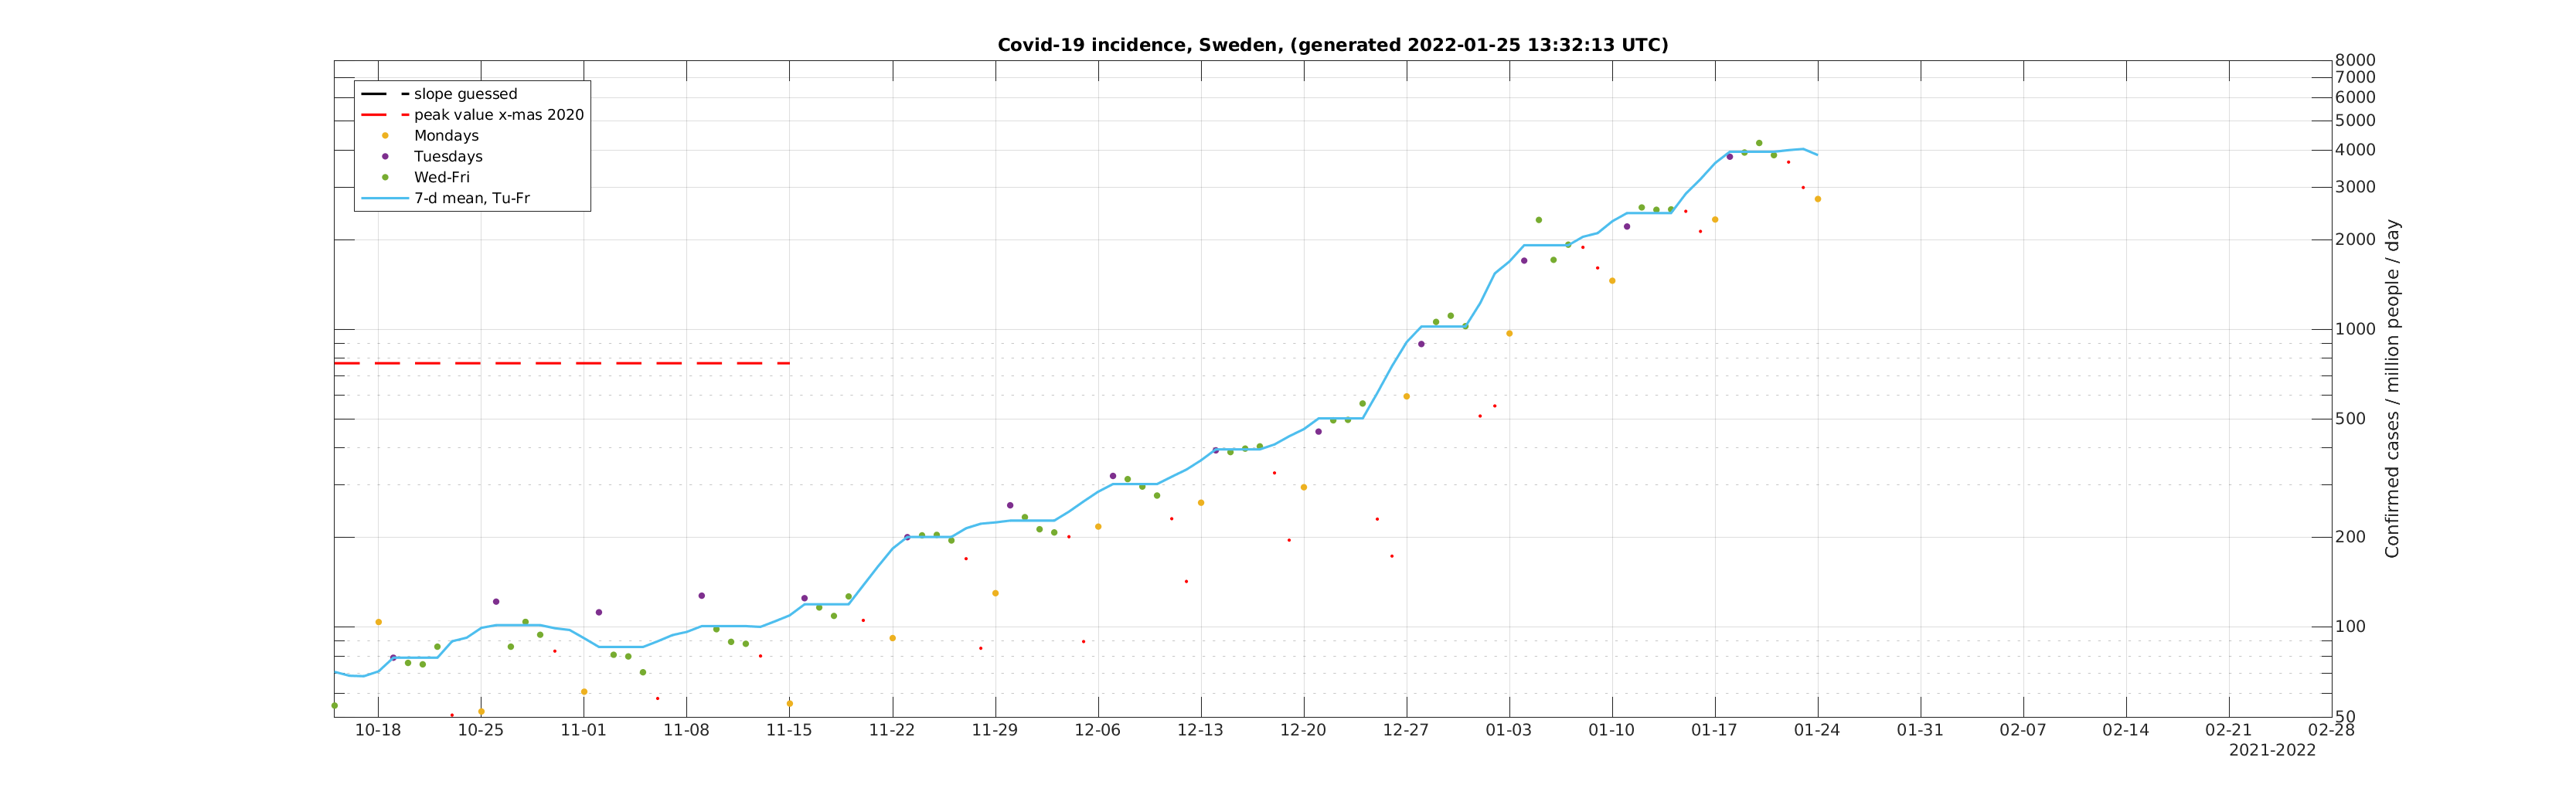 Covid-19 incidence, Sweden, (generated 2022-01-25 13:32:13 UTC)
slope guessed
peak value x-mas 2020
Mondays
Tuesdays
Wed-Fri
7-d mean, Tu-Fr
8000
7000
6000
5000
4000
3000
2000
1000
500
200
100
50
Confirmed cases / million people / day
10-18 10-25 11-01 11-08 11-15 11-22 11-29 12-06 12-13 12-20 12-27 01-03 01-10 01-17 01-24 01-31 02-07 02-14 02-21 02-28
2021-2022